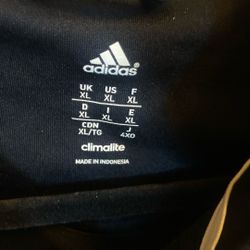 adidas
UK US F
XL XL XL
D I E
XL XL XL
CDN J
XL/TG 4XO
climalite
MADE IN INDONESIA